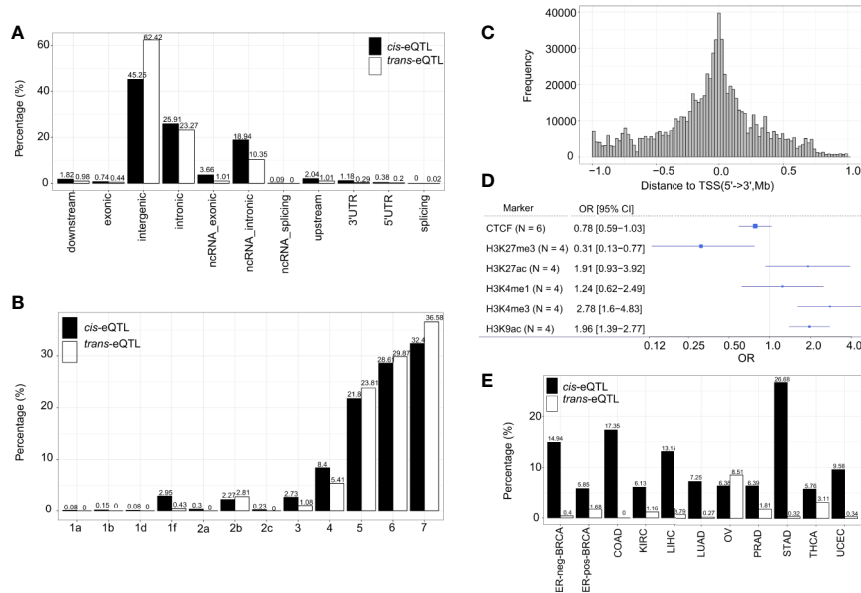 A
60
40
20
0
Percentage (%)
cis-eQTL
trans-eQTL
1.82 0.98 0.74 0.44 45.26 62.42 25.91 23.27 3.66 1.01 18.94 10.35 0.09 0 2.04 1.01 1.18 0.29 0.38 0.2 0 0.02
downstream
exonic
intergenic
intronic
ncRNA_exonic
ncRNA_intronic
ncRNA_splicing
upstream
3'UTR
5'UTR
splicing
B
30
20
10
0
Percentage (%)
cis-eQTL
trans-eQTL
0.08 0 0.15 0 0.08 0 2.95 0.43 0.3 0 2.27 2.81 0.23 0 2.73 1.08 8.4 5.41 21.8 23.81 28.6 29.87 32.4 36.58
1a 1b 1d 1f 2a 2b 2c 3 4 5 6 7
C
40000
30000
20000
10000
0
Frequency
−1.0 −0.5 0.0 0.5 1.0
Distance to TSS(5'->3',Mb)
D
Marker OR [95% CI]
CTCF (N = 6) 0.78 [0.59−1.03]
H3K27me3 (N = 4) 0.31 [0.13−0.77]
H3K27ac (N = 4) 1.91 [0.93−3.92]
H3K4me1 (N = 4) 1.24 [0.62−2.49]
H3K4me3 (N = 4) 2.78 [1.6−4.83]
H3K9ac (N = 4) 1.96 [1.39−2.77]
0.12 0.25 0.50 1.0 2.0 4.0
OR
E
20
10
0
Percentage (%)
cis-eQTL
trans-eQTL
14.94 0.4 5.85 1.68 17.35 0 6.13 1.16 13.1 0.79 7.25 0.27 6.38 8.51 6.39 1.81 26.68 0.32 5.76 3.11 9.58 0.34
ER-neg-BRCA
ER-pos-BRCA
COAD
KIRC
LIHC
LUAD
OV
PRAD
STAD
THCA
UCEC